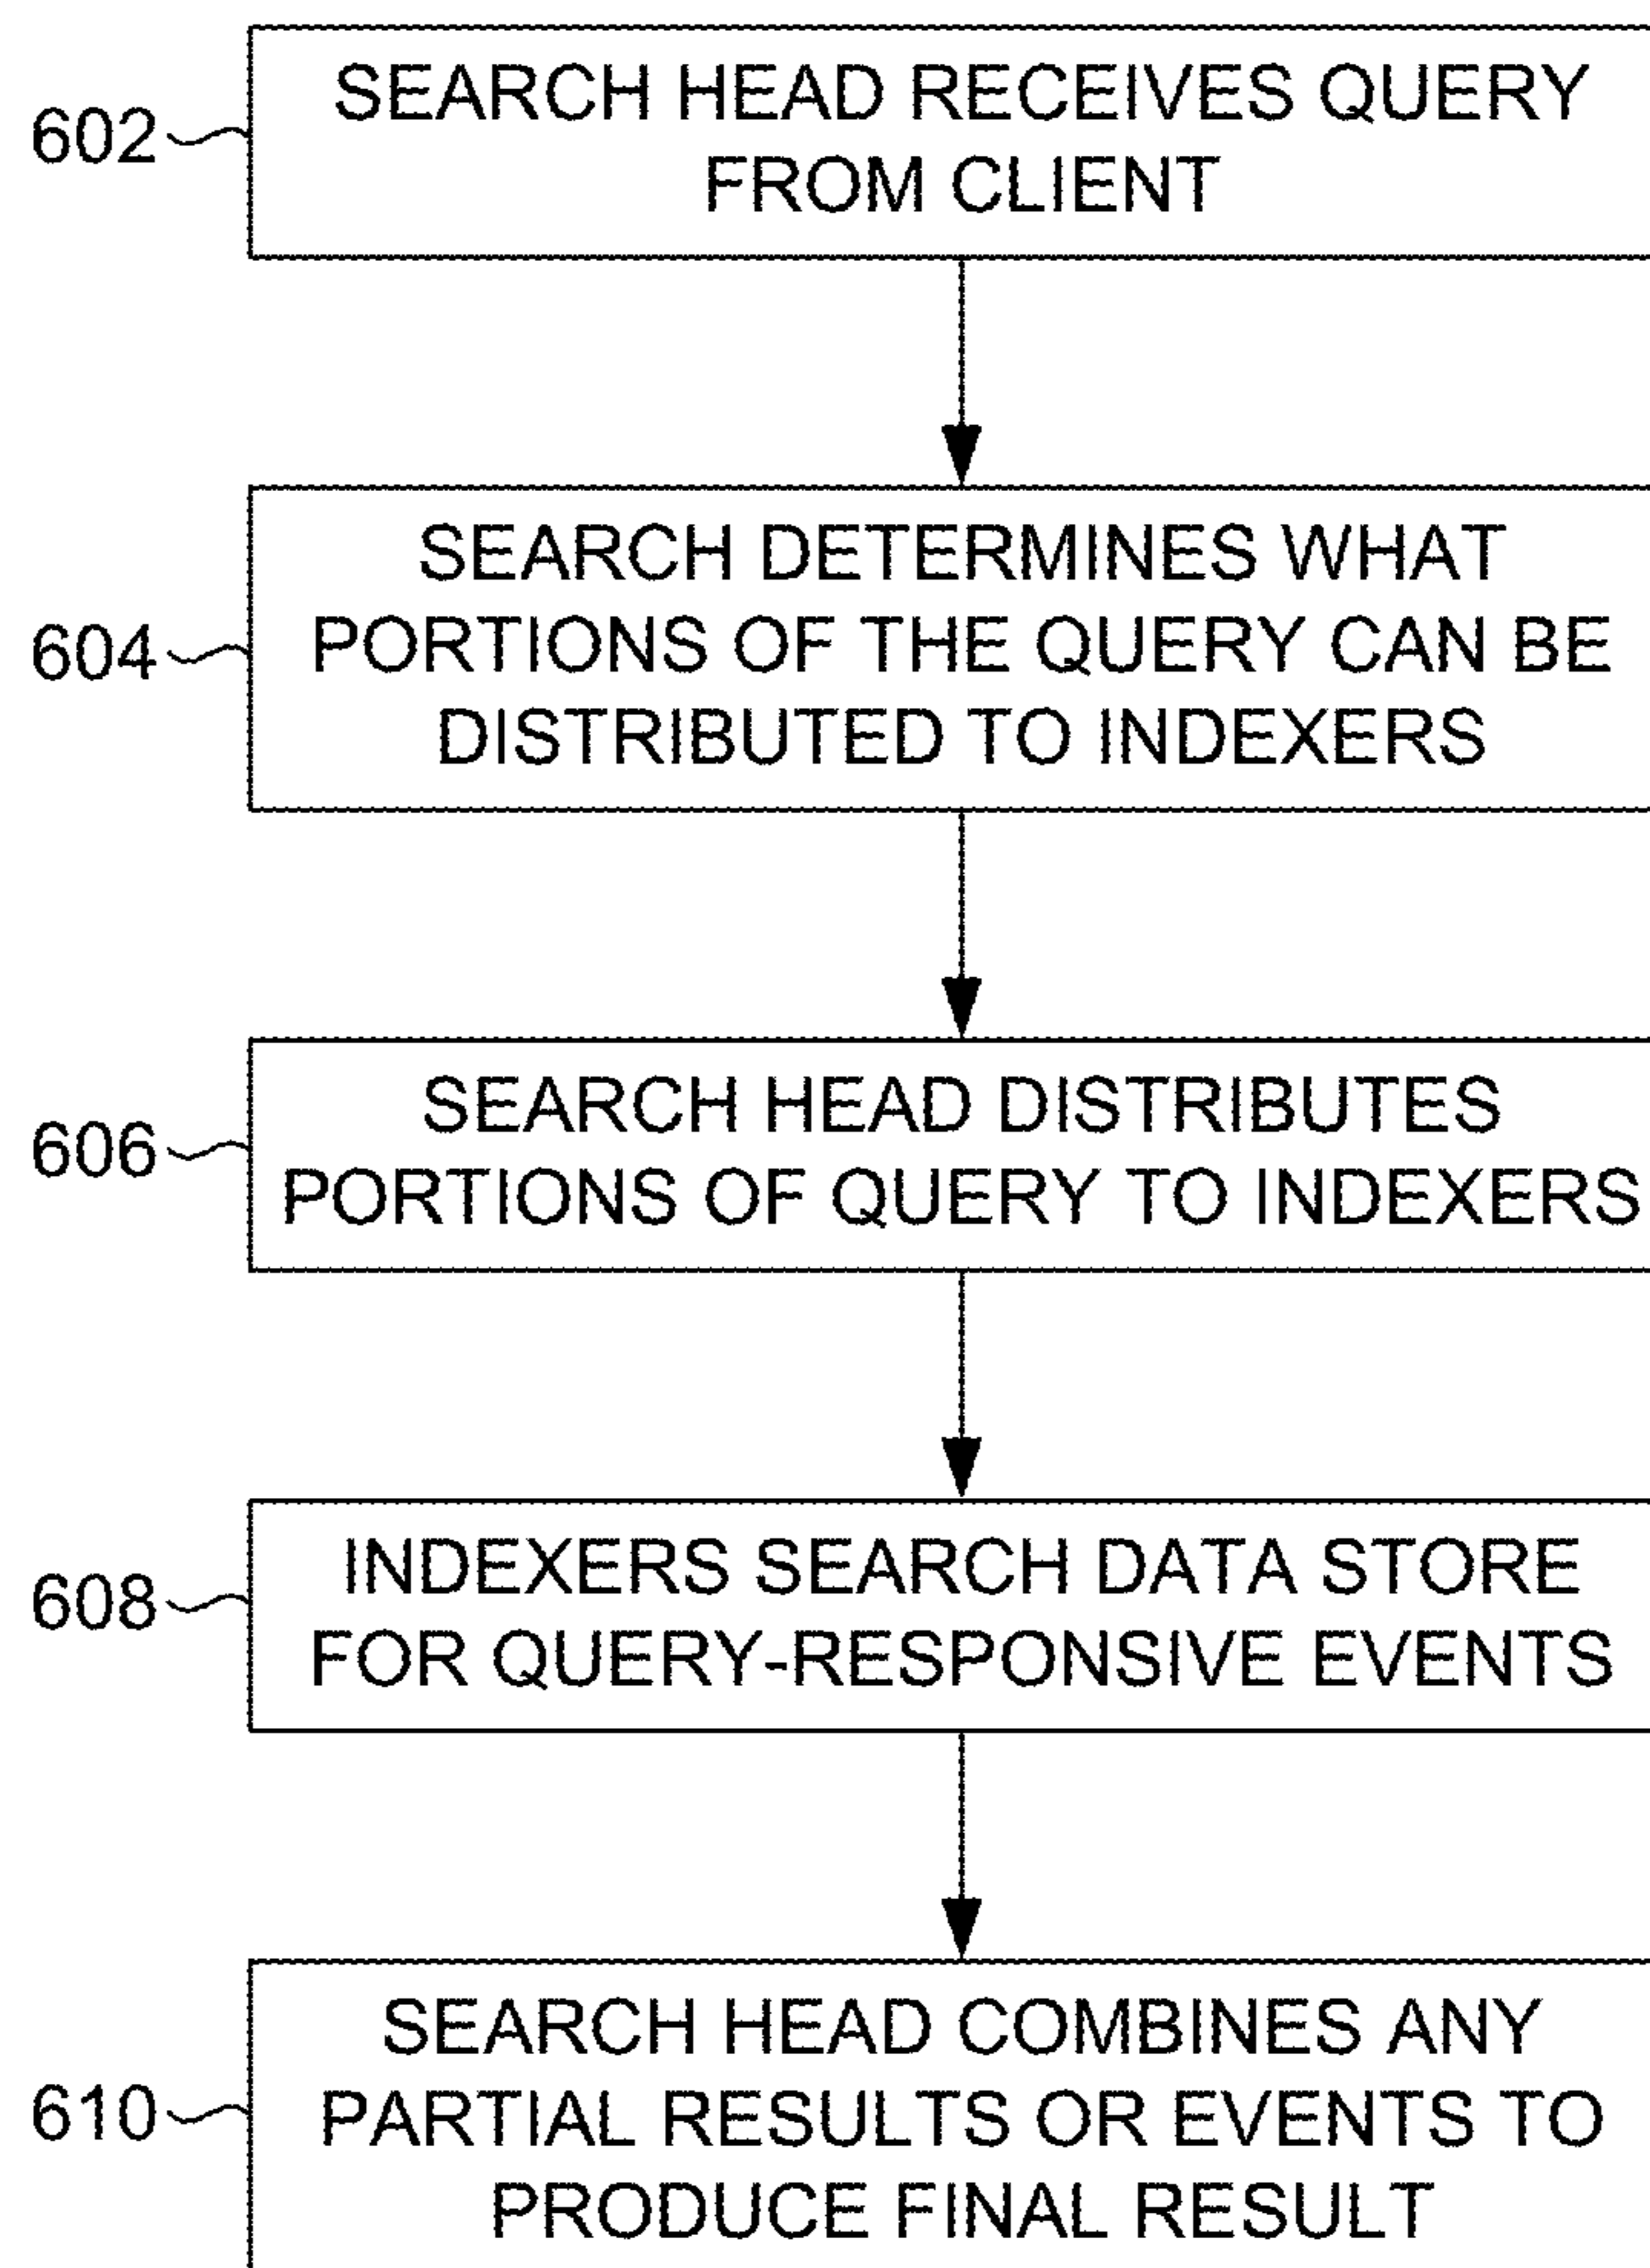 602
SEARCH HEAD RECEIVES QUERY
FROM CLIENT
604
SEARCH DETERMINES WHAT
PORTIONS OF THE QUERY CAN BE
DISTRIBUTED TO INDEXERS
606
SEARCH HEAD DISTRIBUTES
PORTIONS OF QUERY TO INDEXERS
608
INDEXERS SEARCH DATA STORE
FOR QUERY-RESPONSIVE EVENTS
610
SEARCH HEAD COMBINES ANY
PARTIAL RESULTS OR EVENTS TO
PRODUCE FINAL RESULT